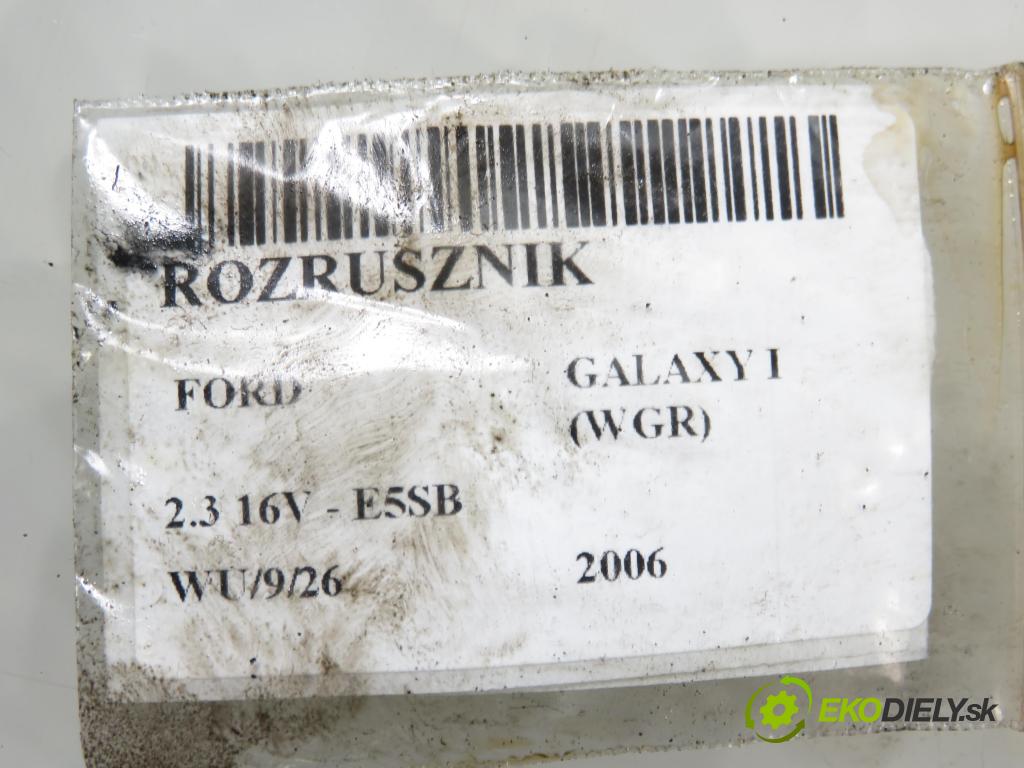 ROZRUSZNIK
FORD
GALAXY I
(WGR)
2.3 16V - E5SB
WU/9/26
2006
EKODIELY.sk